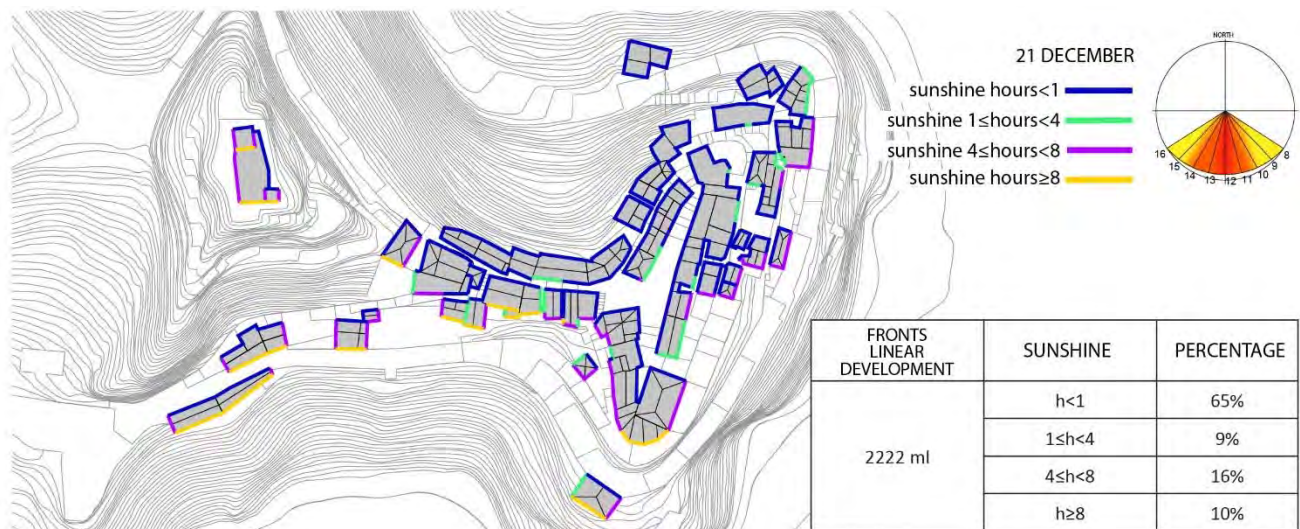 21 DECEMBER
sunshine hours<1
sunshine 1≤hours<4
sunshine 4≤hours<8
sunshine hours≥8
NORTH
16 15 14 13 12 11 10 9 8
FRONTS
LINEAR
DEVELOPMENT
SUNSHINE
PERCENTAGE
2222 ml
h<1
65%
1≤h<4
9%
4≤h<8
16%
h≥8
10%